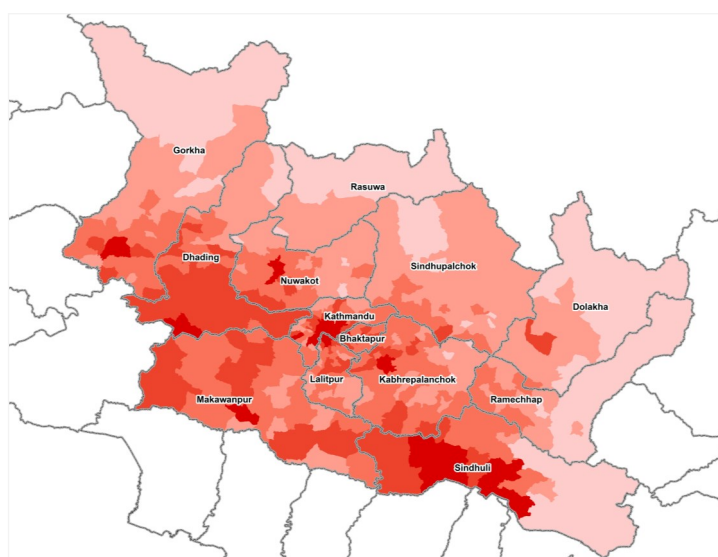 Gorkha
Rasuwa
Dhading
Sindhupalchok
Nuwakot
Dolakha
Kathmandu
Bhaktapur
Lalitpur
Kabhrepalanchok
Makawanpur
Ramechhap
Sindhuli